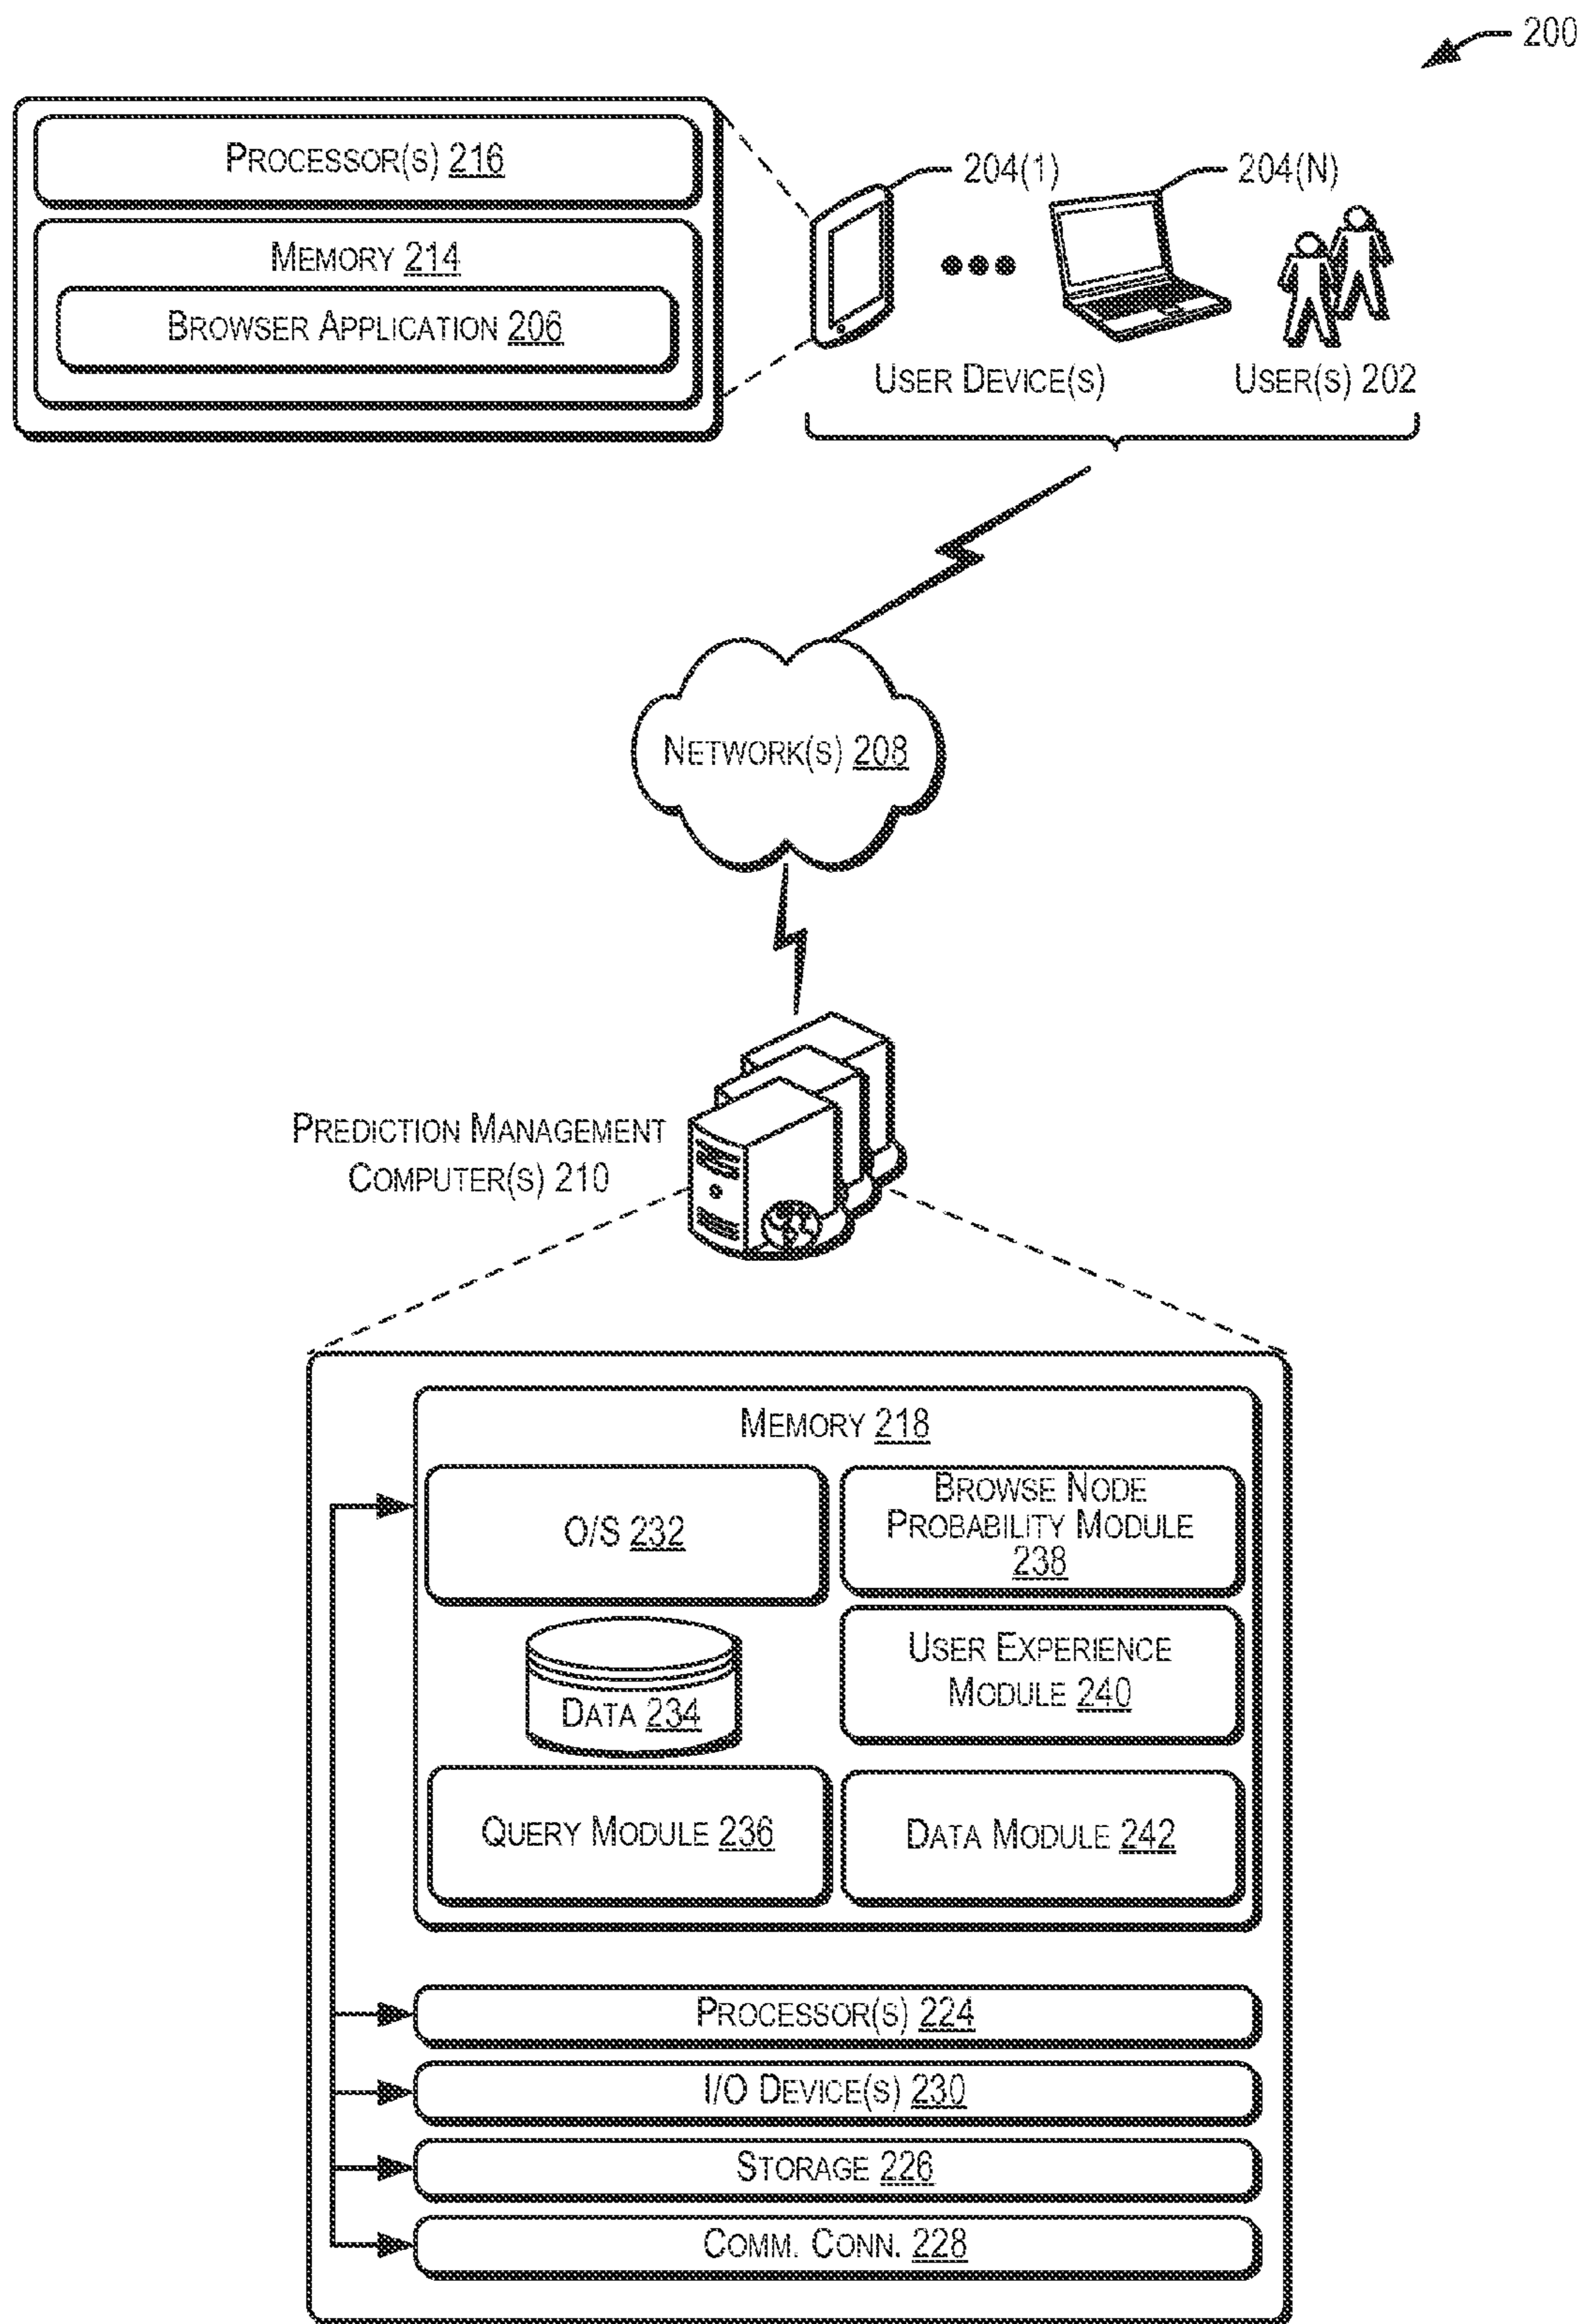 200
PROCESSOR(S) 216
MEMORY 214
BROWSER APPLICATION 206
204(1)
204(N)
USER DEVICE(S)
USER(S) 202
NETWORK(S) 208
PREDICTION MANAGEMENT
COMPUTER(S) 210
MEMORY 218
O/S 232
BROWSE NODE
PROBABILITY MODULE
238
DATA 234
USER EXPERIENCE
MODULE 240
QUERY MODULE 236
DATA MODULE 242
PROCESSOR(S) 224
I/O DEVICE(S) 230
STORAGE 226
COMM. CONN. 228